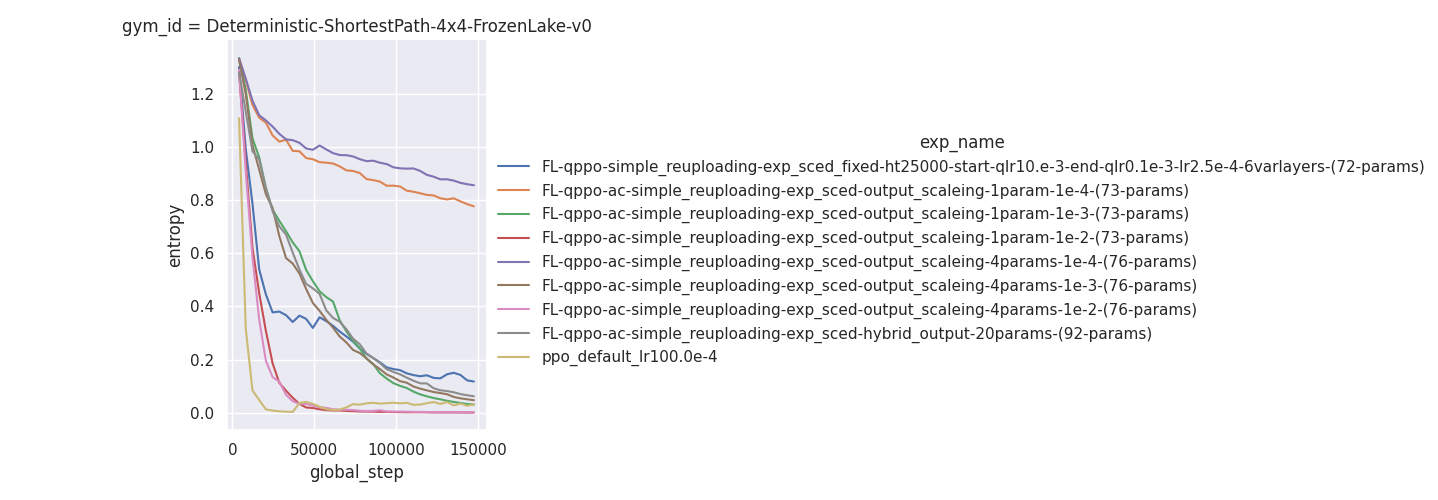 gym_id = Deterministic-ShortestPath-4x4-FrozenLake-v0
1.2
1.0
0.8
0.6
0.4
0.2
0.0
entropy
0 50000 100000 150000
global_step
exp_name
FL-qppo-simple_reuploading-exp_sced_fixed-ht25000-start-qlr10.e-3-end-qlr0.1e-3-lr2.5e-4-6varlayers-(72-params)
FL-qppo-ac-simple_reuploading-exp_sced-output_scaleing-1param-1e-4-(73-params)
FL-qppo-ac-simple_reuploading-exp_sced-output_scaleing-1param-1e-3-(73-params)
FL-qppo-ac-simple_reuploading-exp_sced-output_scaleing-1param-1e-2-(73-params)
FL-qppo-ac-simple_reuploading-exp_sced-output_scaleing-4params-1e-4-(76-params)
FL-qppo-ac-simple_reuploading-exp_sced-output_scaleing-4params-1e-3-(76-params)
FL-qppo-ac-simple_reuploading-exp_sced-output_scaleing-4params-1e-2-(76-params)
FL-qppo-ac-simple_reuploading-exp_sced-hybrid_output-20params-(92-params)
ppo_default_lr100.0e-4